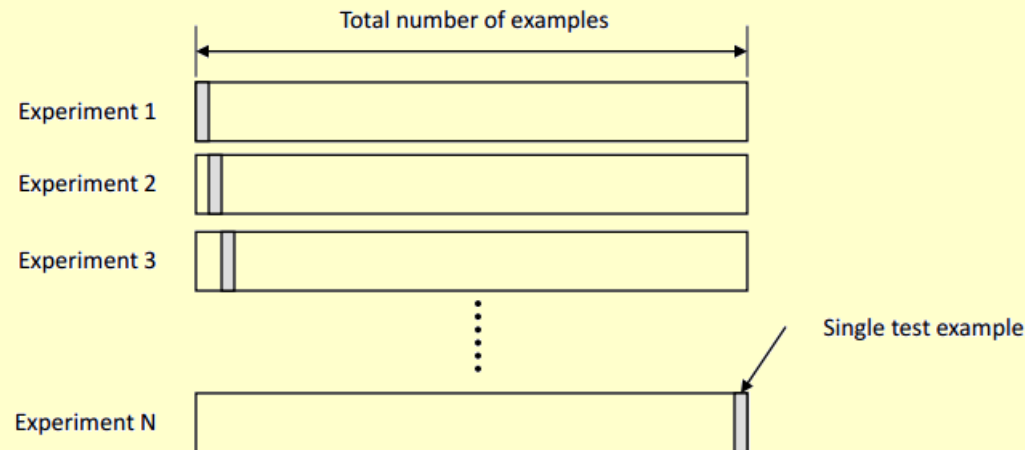 Total number of examples
Experiment 1
Experiment 2
Experiment 3
Single test example
Experiment N